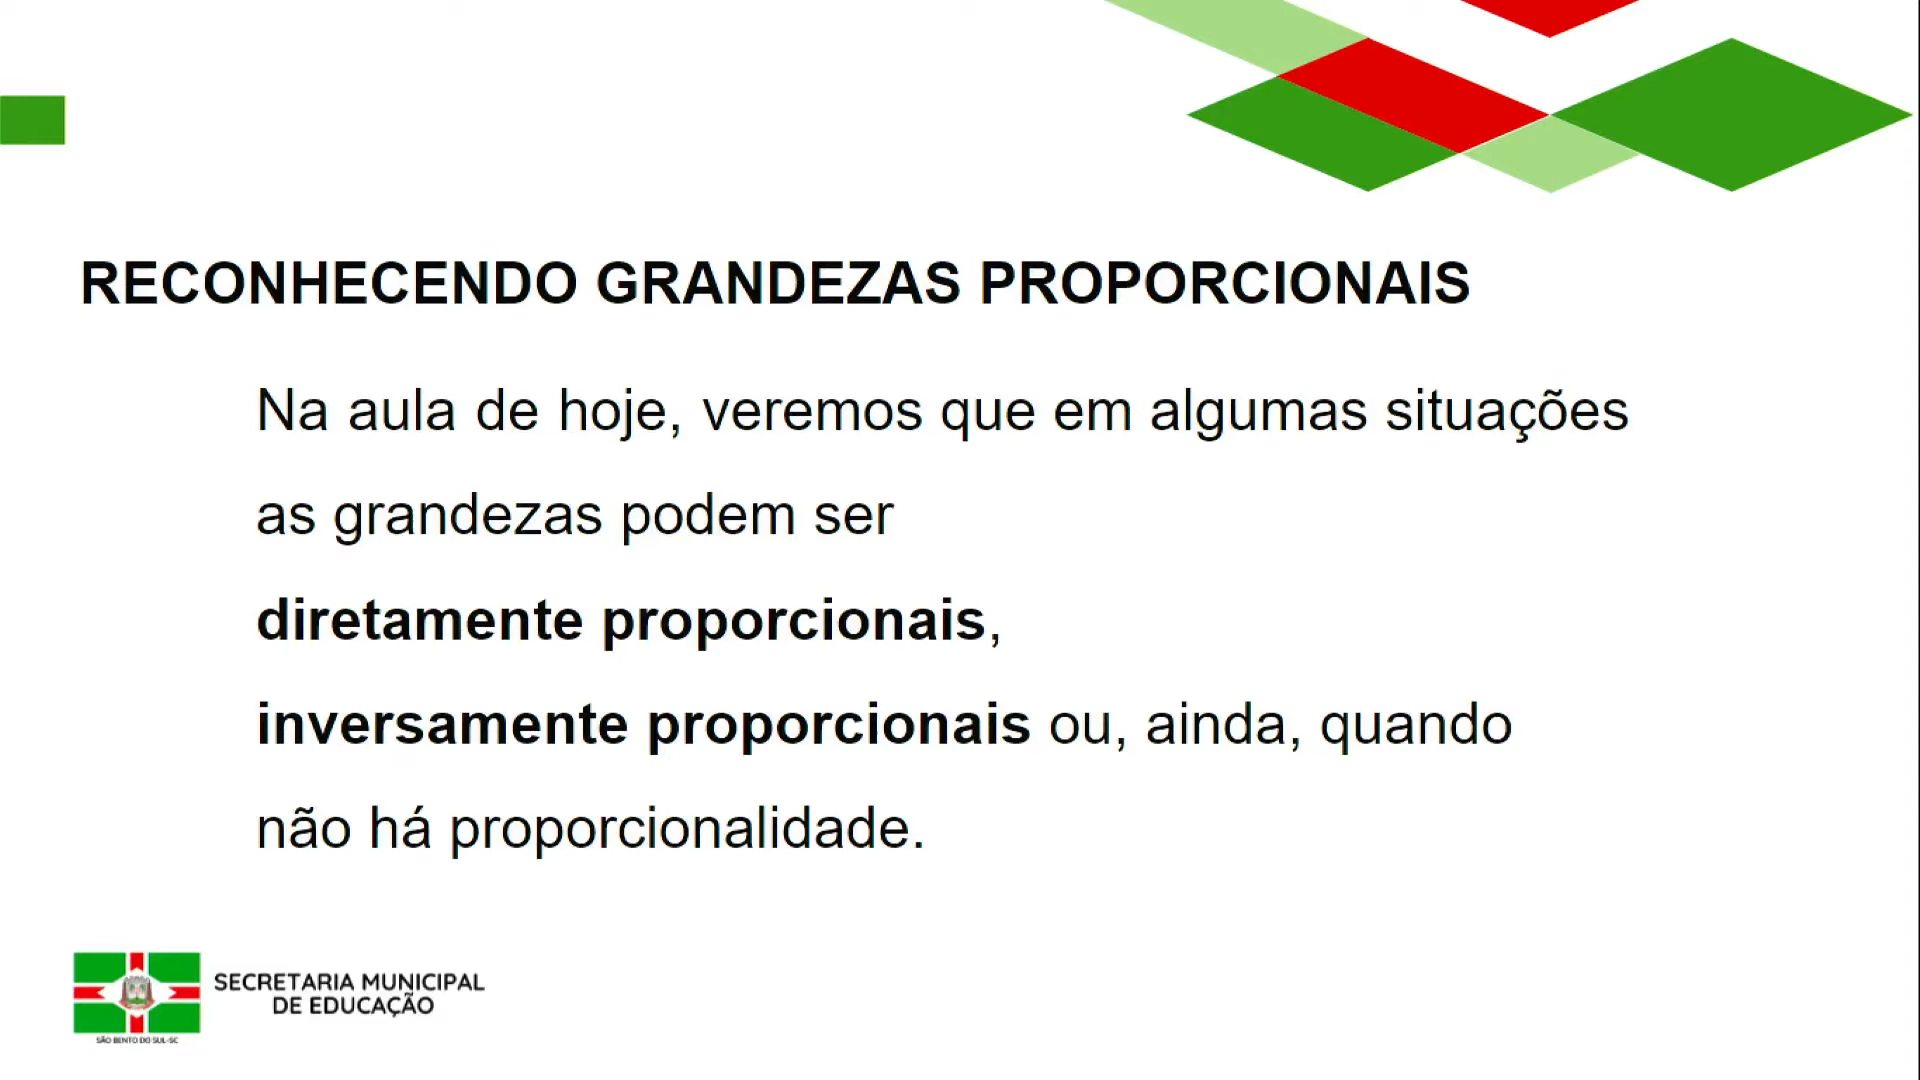 RECONHECENDO GRANDEZAS PROPORCIONAIS
Na aula de hoje, veremos que em algumas situações
as grandezas podem ser
diretamente proporcionais,
inversamente proporcionais ou, ainda, quando
não há proporcionalidade.
SECRETARIA MUNICIPAL
DE EDUCAÇÃO
SÃO BENTO DO SUL-SC